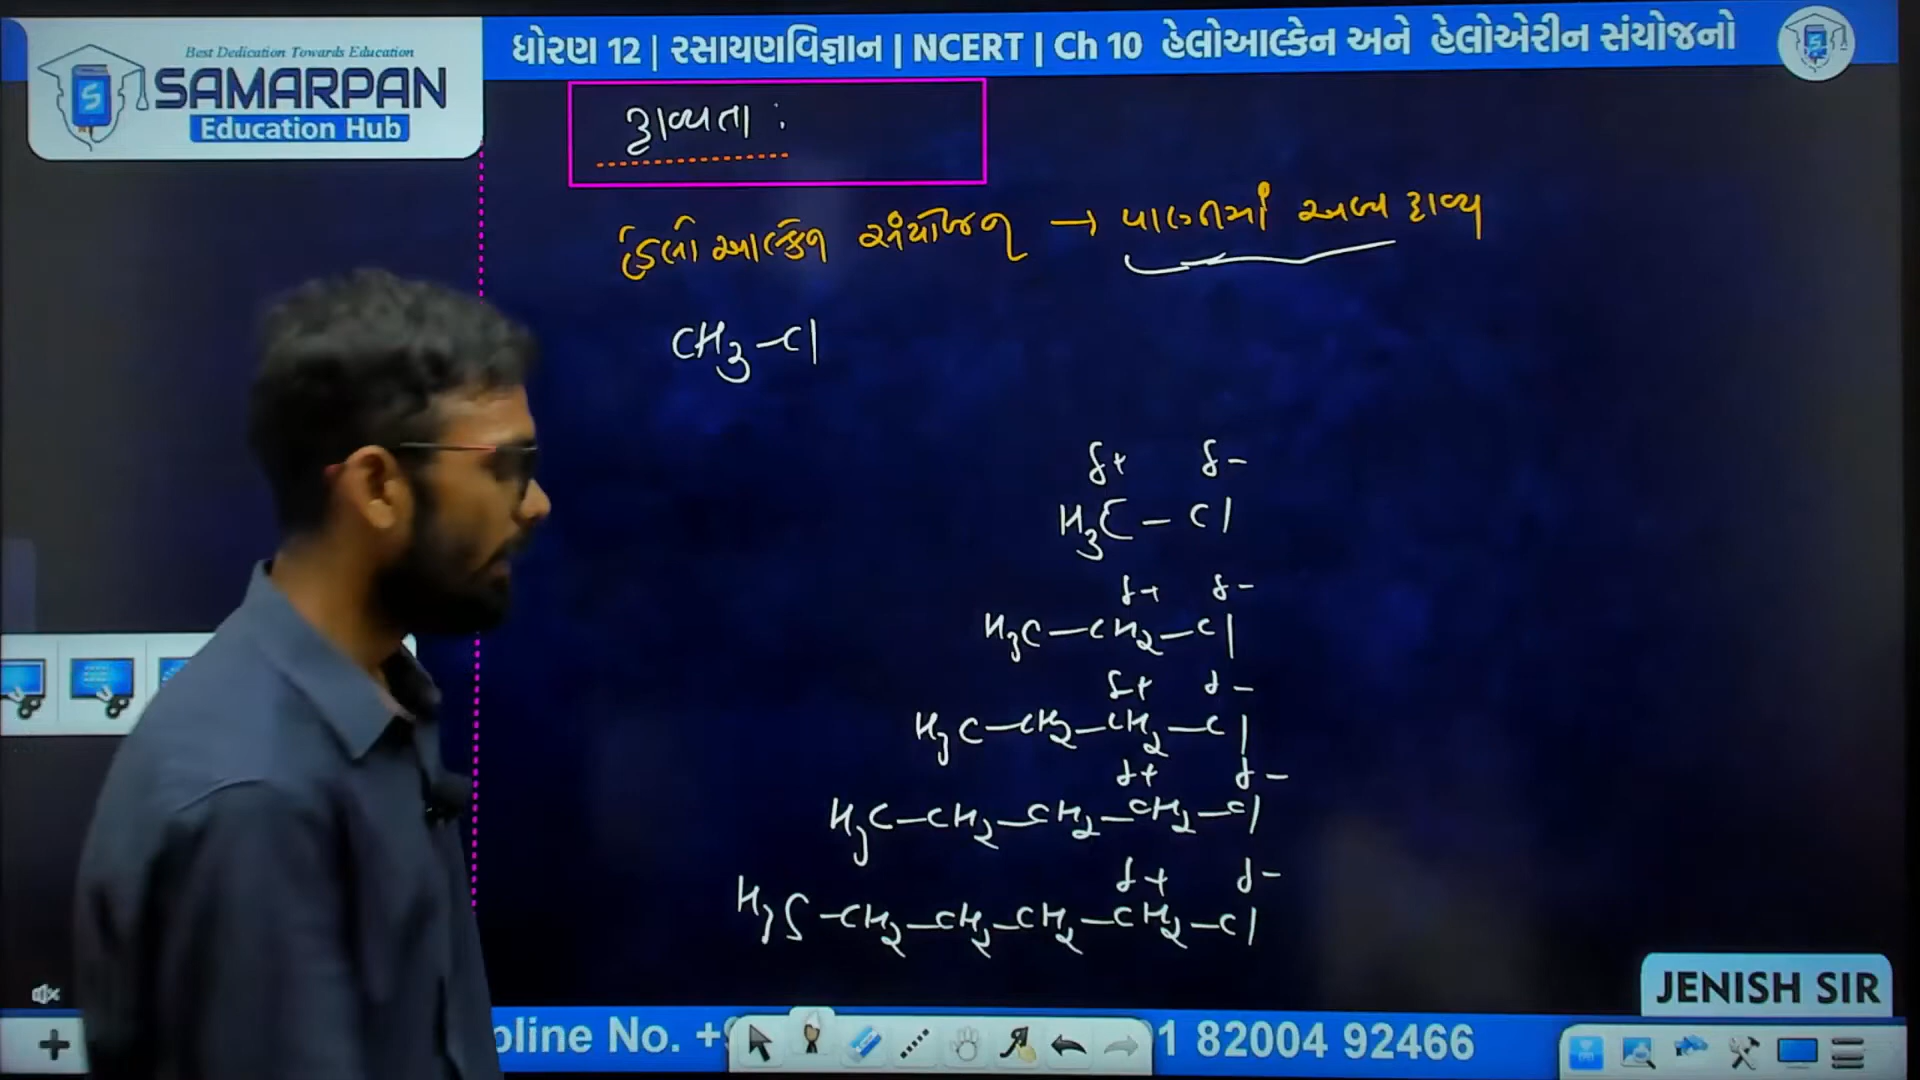 Best Dedication Towards Education
SAMARPAN
Education Hub
ધોરણ 12 | રસાયણવિજ્ઞાન | NCERT | Ch 10 હેલોઆલ્કેન અને હેલોએરીન સંયોજનો
દ્રાવ્યતા :
હેલો આલ્કેન સંયોજન → પાણીમાં અલ્પ દ્રાવ્ય
CH3-Cl
δ+ δ-
H3C - Cl
δ+ δ-
H3C-CH2-Cl
δ+ δ-
H3C-CH2-CH2-Cl
δ+ δ-
H3C-CH2-CH2-CH2-Cl
δ+ δ-
H3C-CH2-CH2-CH2-CH2-Cl
JENISH SIR
pline No. +9
1 82004 92466